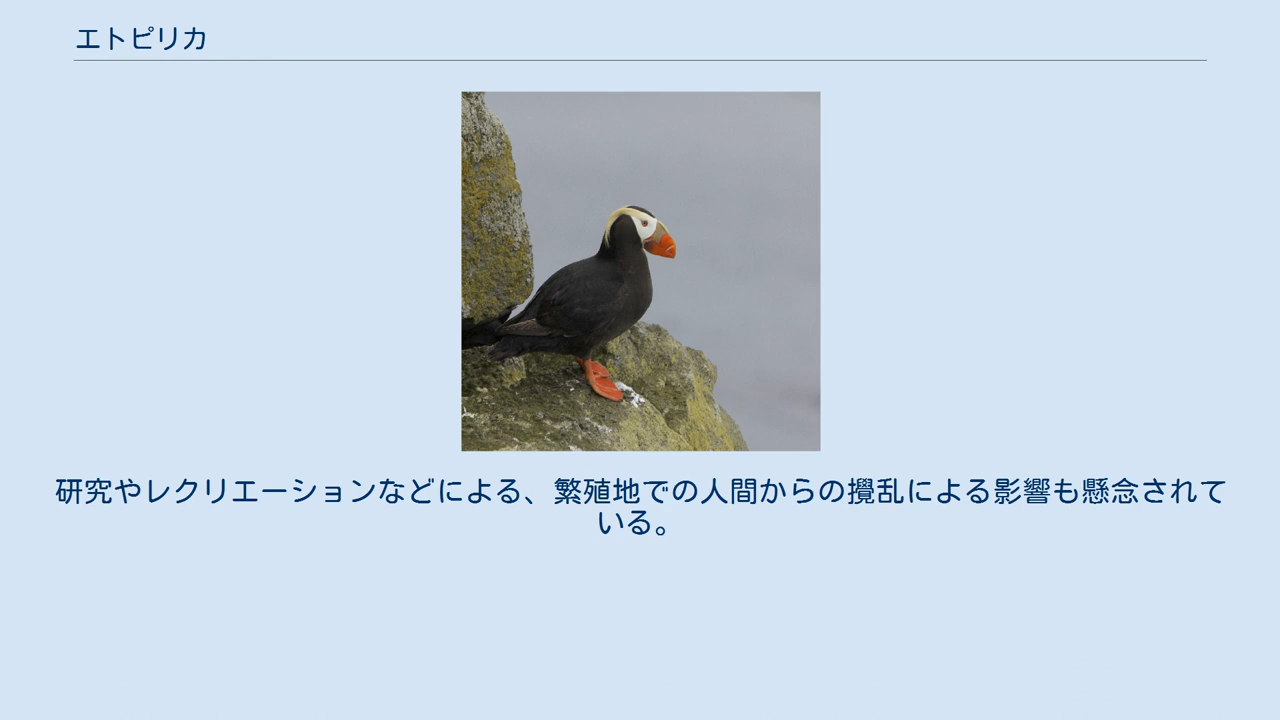 エトピリカ
研究やレクリエーションなどによる、繁殖地での人間からの攪乱による影響も懸念されて
いる。